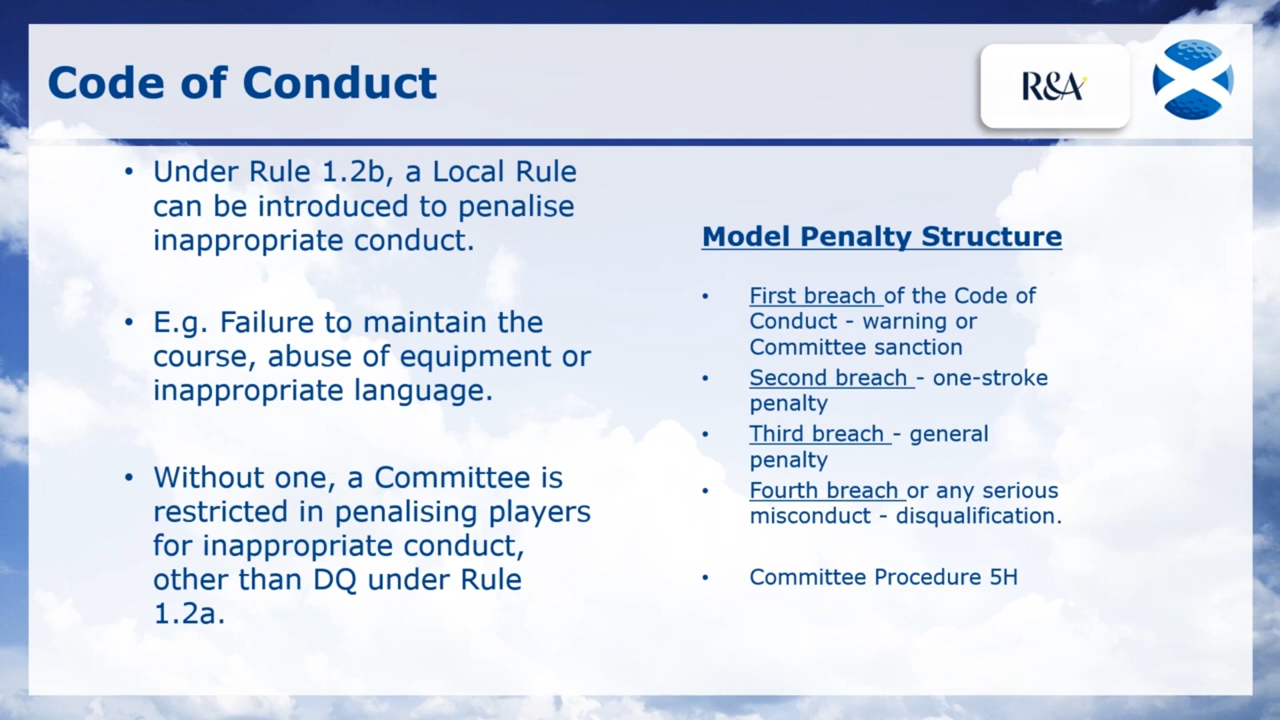 Code of Conduct
R&A
• Under Rule 1.2b, a Local Rule
can be introduced to penalise
inappropriate conduct.
• E.g. Failure to maintain the
course, abuse of equipment or
inappropriate language.
• Without one, a Committee is
restricted in penalising players
for inappropriate conduct,
other than DQ under Rule
1.2a.
Model Penalty Structure
• First breach of the Code of
Conduct - warning or
Committee sanction
• Second breach - one-stroke
penalty
• Third breach - general
penalty
• Fourth breach or any serious
misconduct - disqualification.
• Committee Procedure 5H